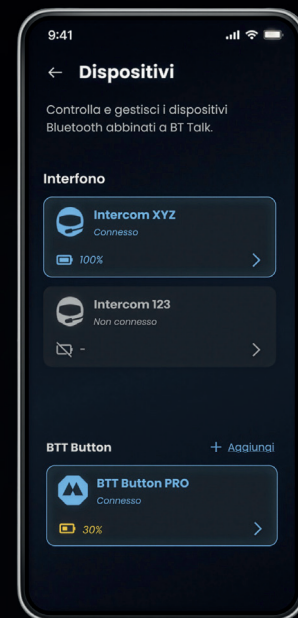 9:41
← Dispositivi
Controlla e gestisci i dispositivi
Bluetooth abbinati a BT Talk.
Interfono
Intercom XYZ
Connesso
100%
Intercom 123
Non connesso
-
BTT Button
+ Aggiungi
BTT Button PRO
Connesso
30%